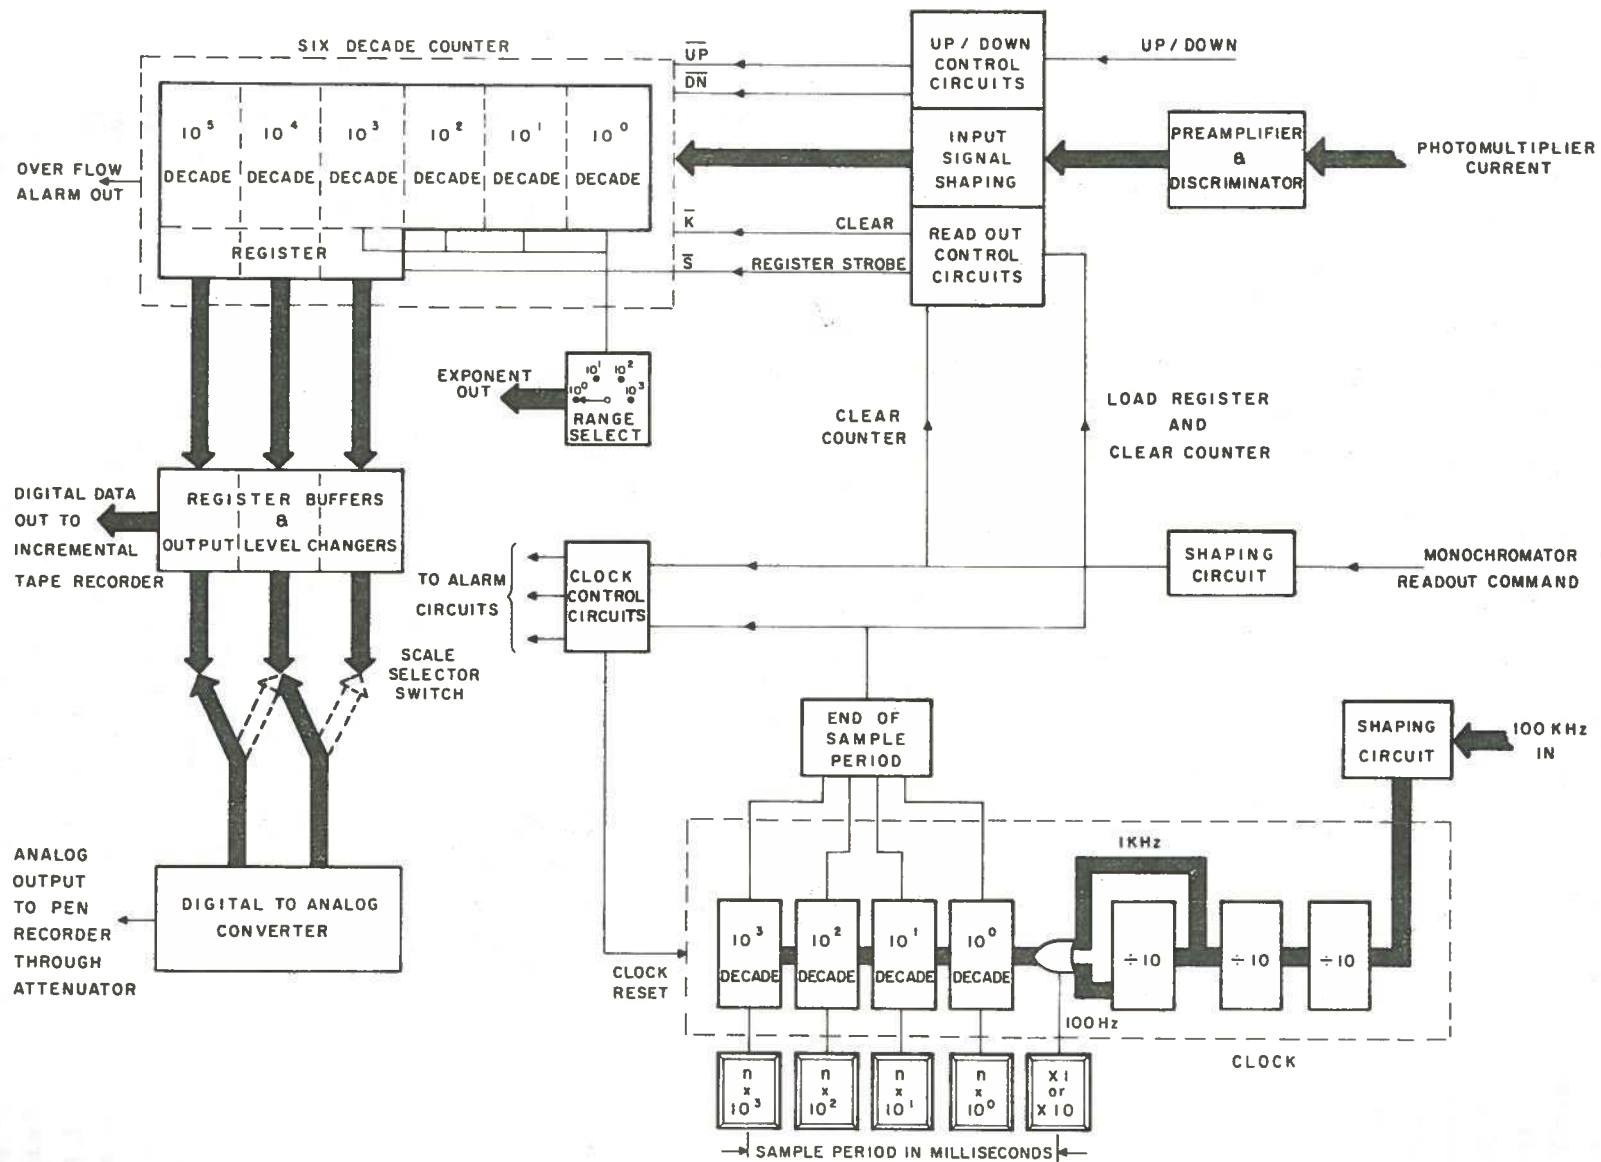 SIX DECADE COUNTER
10⁵ DECADE
10⁴ DECADE
10³ DECADE
10² DECADE
10¹ DECADE
10⁰ DECADE
REGISTER
OVER FLOW
ALARM OUT
U̅P̅
D̅N̅
K̅
S̅
CLEAR
REGISTER STROBE
UP / DOWN
CONTROL
CIRCUITS
INPUT
SIGNAL
SHAPING
READ OUT
CONTROL
CIRCUITS
UP / DOWN
PREAMPLIFIER
&
DISCRIMINATOR
PHOTOMULTIPLIER
CURRENT
EXPONENT
OUT
10¹ 10²
10⁰ 10³
RANGE
SELECT
CLEAR
COUNTER
LOAD REGISTER
AND
CLEAR COUNTER
DIGITAL DATA
OUT TO
INCREMENTAL
TAPE RECORDER
REGISTER BUFFERS
&
OUTPUT LEVEL CHANGERS
TO ALARM
CIRCUITS
CLOCK
CONTROL
CIRCUITS
SHAPING
CIRCUIT
MONOCHROMATOR
READOUT COMMAND
SCALE
SELECTOR
SWITCH
END OF
SAMPLE
PERIOD
SHAPING
CIRCUIT
100 KHz
IN
ANALOG
OUTPUT
TO PEN
RECORDER
THROUGH
ATTENUATOR
DIGITAL TO ANALOG
CONVERTER
CLOCK
RESET
10³
DECADE
10²
DECADE
10¹
DECADE
10⁰
DECADE
1KHz
100Hz
÷10
÷10
÷10
CLOCK
n
x
10³
n
x
10²
n
x
10¹
n
x
10⁰
X1
or
X10
SAMPLE PERIOD IN MILLISECONDS